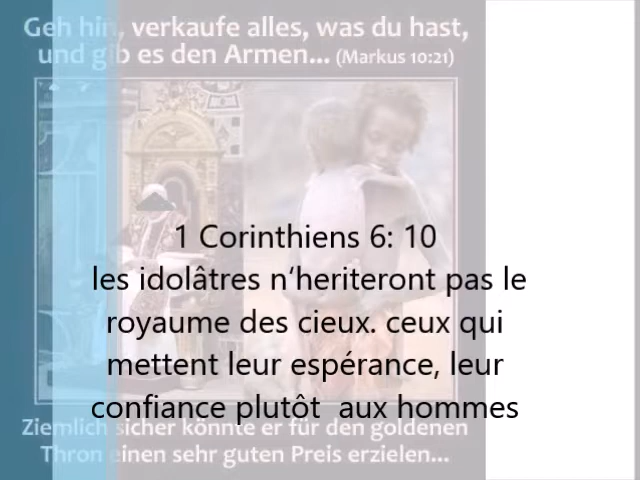 Geh hin, verkaufe alles, was du hast,
und gib es den Armen... (Markus 10:21)
1 Corinthiens 6: 10
les idolâtres n‘heriteront pas le
royaume des cieux. ceux qui
mettent leur espérance, leur
confiance plutôt aux hommes
Ziemlich sicher könnte er für den goldenen
Thron einen sehr guten Preis erzielen...